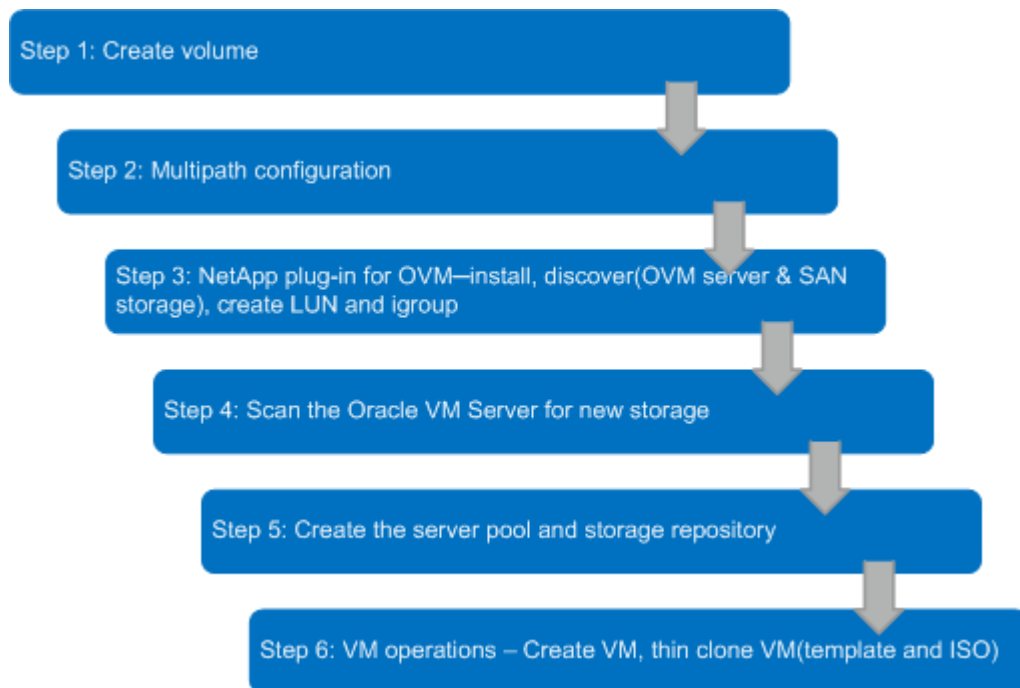 Step 1: Create volume
Step 2: Multipath configuration
Step 3: NetApp plug-in for OVM—install, discover(OVM server & SAN
storage), create LUN and igroup
Step 4: Scan the Oracle VM Server for new storage
Step 5: Create the server pool and storage repository
Step 6: VM operations – Create VM, thin clone VM(template and ISO)